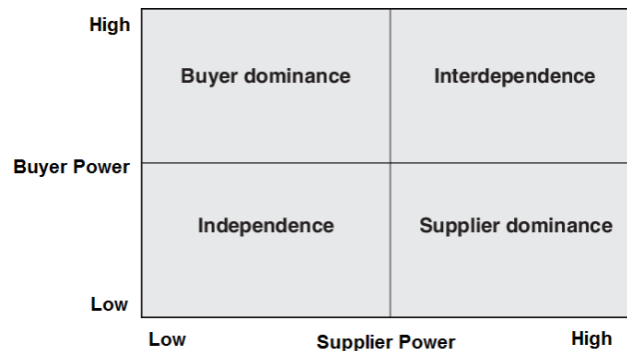 High
Buyer dominance
Interdependence
Buyer Power
Independence
Supplier dominance
Low
Low
Supplier Power
High